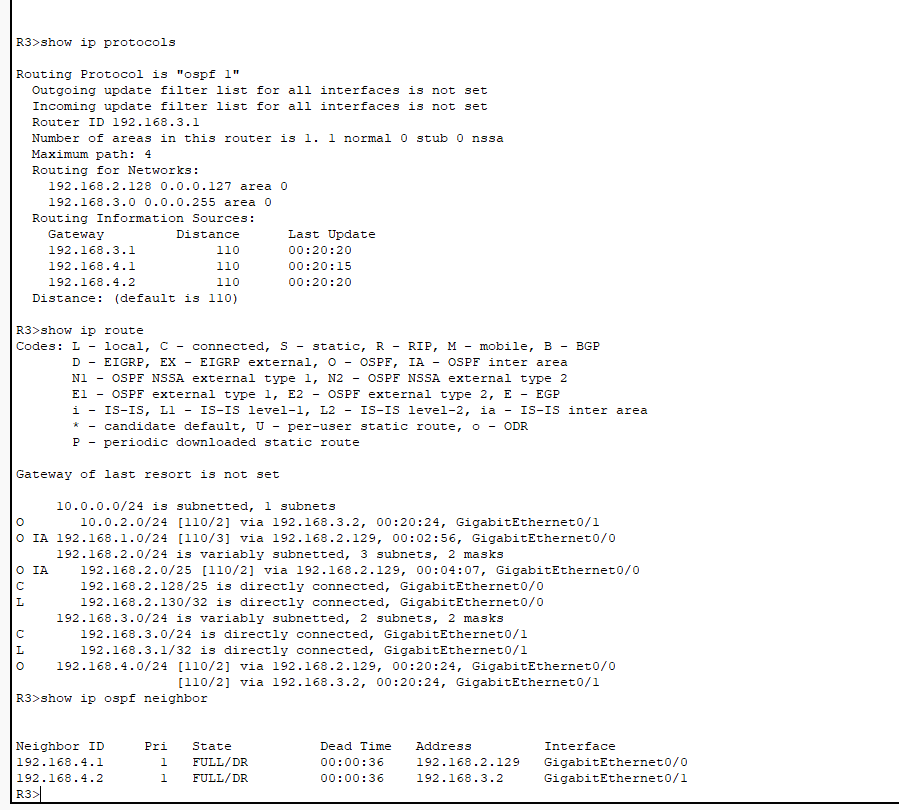 R3>show ip protocols
Routing Protocol is "ospf 1"
Outgoing update filter list for all interfaces is not set
Incoming update filter list for all interfaces is not set
Router ID 192.168.3.1
Number of areas in this router is 1. 1 normal 0 stub 0 nssa
Maximum path: 4
Routing for Networks:
192.168.2.128 0.0.0.127 area 0
192.168.3.0 0.0.0.255 area 0
Routing Information Sources:
Gateway Distance Last Update
192.168.3.1 110 00:20:20
192.168.4.1 110 00:20:15
192.168.4.2 110 00:20:20
Distance: (default is 110)
R3>show ip route
Codes: L - local, C - connected, S - static, R - RIP, M - mobile, B - BGP
D - EIGRP, EX - EIGRP external, O - OSPF, IA - OSPF inter area
N1 - OSPF NSSA external type 1, N2 - OSPF NSSA external type 2
E1 - OSPF external type 1, E2 - OSPF external type 2, E - EGP
i - IS-IS, L1 - IS-IS level-1, L2 - IS-IS level-2, ia - IS-IS inter area
* - candidate default, U - per-user static route, o - ODR
P - periodic downloaded static route
Gateway of last resort is not set
10.0.0.0/24 is subnetted, 1 subnets
O 10.0.2.0/24 [110/2] via 192.168.3.2, 00:20:24, GigabitEthernet0/1
O IA 192.168.1.0/24 [110/3] via 192.168.2.129, 00:02:56, GigabitEthernet0/0
192.168.2.0/24 is variably subnetted, 3 subnets, 2 masks
O IA 192.168.2.0/25 [110/2] via 192.168.2.129, 00:04:07, GigabitEthernet0/0
C 192.168.2.128/25 is directly connected, GigabitEthernet0/0
L 192.168.2.130/32 is directly connected, GigabitEthernet0/0
192.168.3.0/24 is variably subnetted, 2 subnets, 2 masks
C 192.168.3.0/24 is directly connected, GigabitEthernet0/1
L 192.168.3.1/32 is directly connected, GigabitEthernet0/1
O 192.168.4.0/24 [110/2] via 192.168.2.129, 00:20:24, GigabitEthernet0/0
[110/2] via 192.168.3.2, 00:20:24, GigabitEthernet0/1
R3>show ip ospf neighbor
Neighbor ID Pri State Dead Time Address Interface
192.168.4.1 1 FULL/DR 00:00:36 192.168.2.129 GigabitEthernet0/0
192.168.4.2 1 FULL/DR 00:00:36 192.168.3.2 GigabitEthernet0/1
R3>